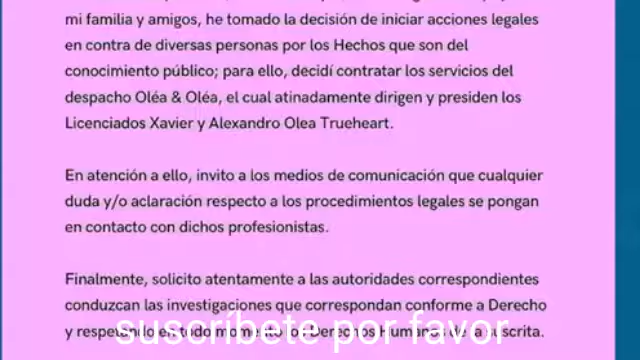 mi familia y amigos, he tomado la decisión de iniciar acciones legales
en contra de diversas personas por los Hechos que son del
conocimiento público; para ello, decidí contratar los servicios del
despacho Oléa & Oléa, el cual atinadamente dirigen y presiden los
Licenciados Xavier y Alexandro Olea Trueheart.
En atención a ello, invito a los medios de comunicación que cualquier
duda y/o aclaración respecto a los procedimientos legales se pongan
en contacto con dichos profesionistas.
Finalmente, solicito atentamente a las autoridades correspondientes
conduzcan las investigaciones que correspondan conforme a Derecho
y respetando en todo momento los Derechos Humanos de la suscrita.
suscríbete por favor